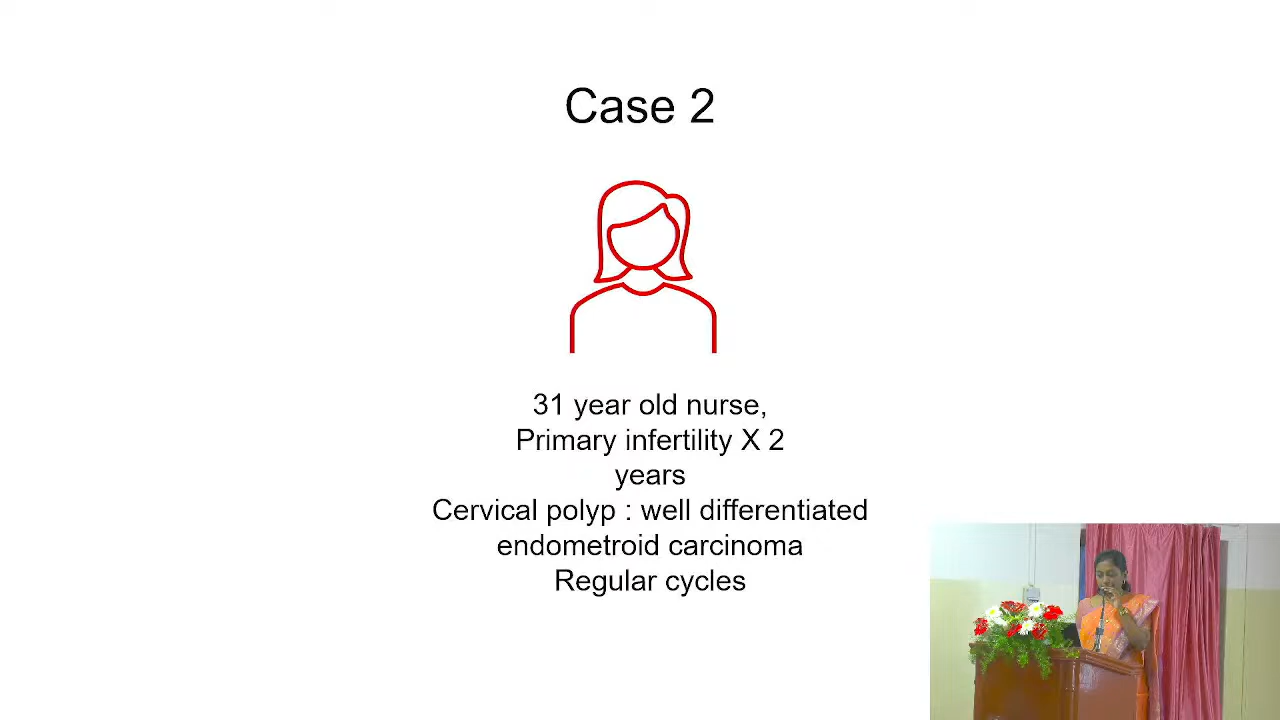 Case 2
31 year old nurse,
Primary infertility X 2
years
Cervical polyp : well differentiated
endometroid carcinoma
Regular cycles